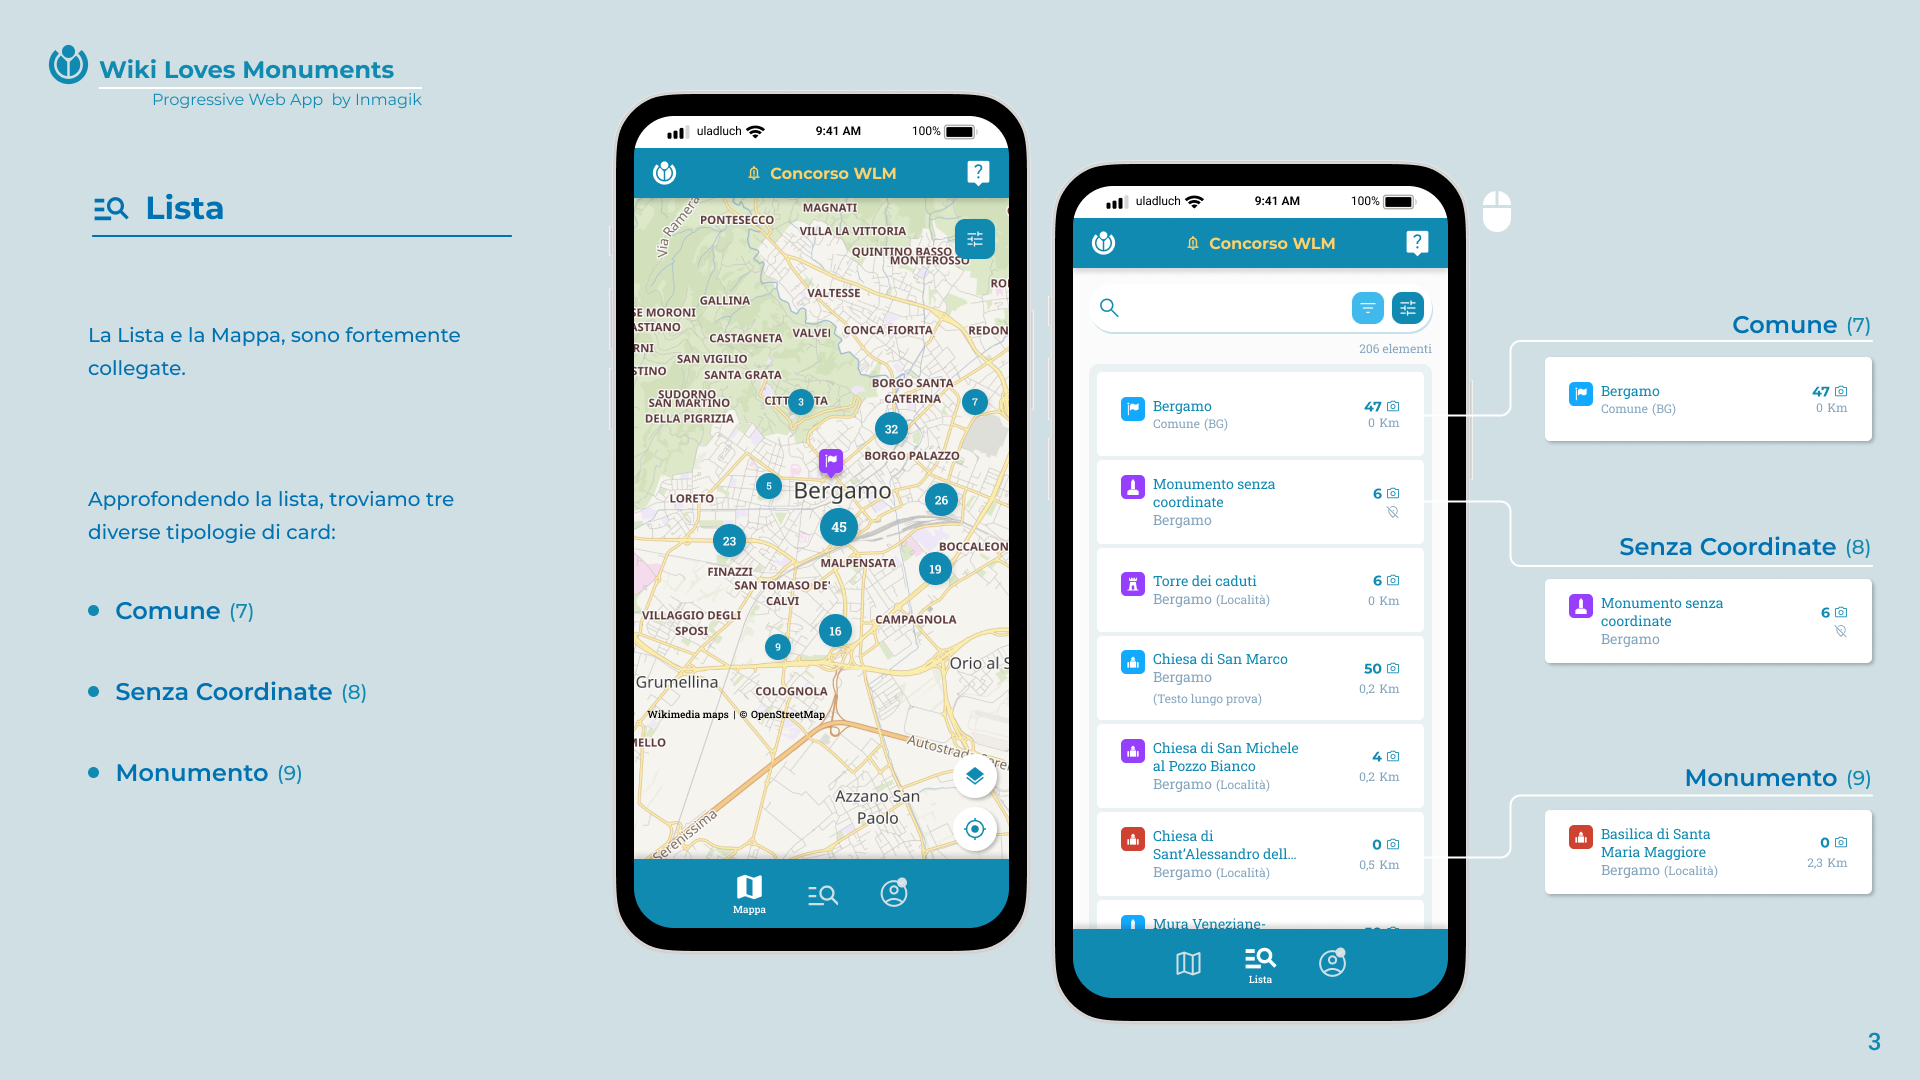 Wiki Loves Monuments
Progressive Web App by Inmagik
Lista
La Lista e la Mappa, sono fortemente
collegate.
Approfondendo la lista, troviamo tre
diverse tipologie di card:
Comune (7)
Senza Coordinate (8)
Monumento (9)
uladluch
9:41 AM
100%
Concorso WLM
?
Via Ramera
MAGNATI
PONTESECCO
VILLA LA VITTORIA
QUINTINO BASSO
MONTEROSSO
VALTESSE
GALLINA
SE MORONI
ASTIANO
CASTAGNETA
VALVEI
CONCA FIORITA
REDON
RNI
SAN VIGILIO
STINO
SANTA GRATA
BORGO SANTA
CATERINA
SUDORNO
SAN MARTINO
DELLA PIGRIZIA
3
7
32
BORGO PALAZZO
5
Bergamo
LORETO
26
45
23
BOCCALEON
MALPENSATA
19
FINAZZI
SAN TOMASO DE'
CALVI
VILLAGGIO DEGLI
SPOSI
CAMPAGNOLA
16
9
Orio al S
Grumellina
COLOGNOLA
Wikimedia maps | © OpenStreetMap
MELLO
Azzano San
Paolo
Serenissima
Mappa
uladluch
9:41 AM
100%
Concorso WLM
?
206 elementi
Bergamo
47
Comune (BG)
0 Km
Monumento senza
coordinate
6
Bergamo
Torre dei caduti
6
Bergamo (Località)
0 Km
Chiesa di San Marco
50
Bergamo
0,2 Km
(Testo lungo prova)
Chiesa di San Michele
al Pozzo Bianco
4
Bergamo (Località)
0,2 Km
Chiesa di
Sant'Alessandro dell...
0
Bergamo (Località)
0,5 Km
Mura Veneziane-
Lista
Comune (7)
Bergamo
47
Comune (BG)
0 Km
Senza Coordinate (8)
Monumento senza
coordinate
6
Bergamo
Monumento (9)
Basilica di Santa
Maria Maggiore
0
Bergamo (Località)
2,3 Km
3